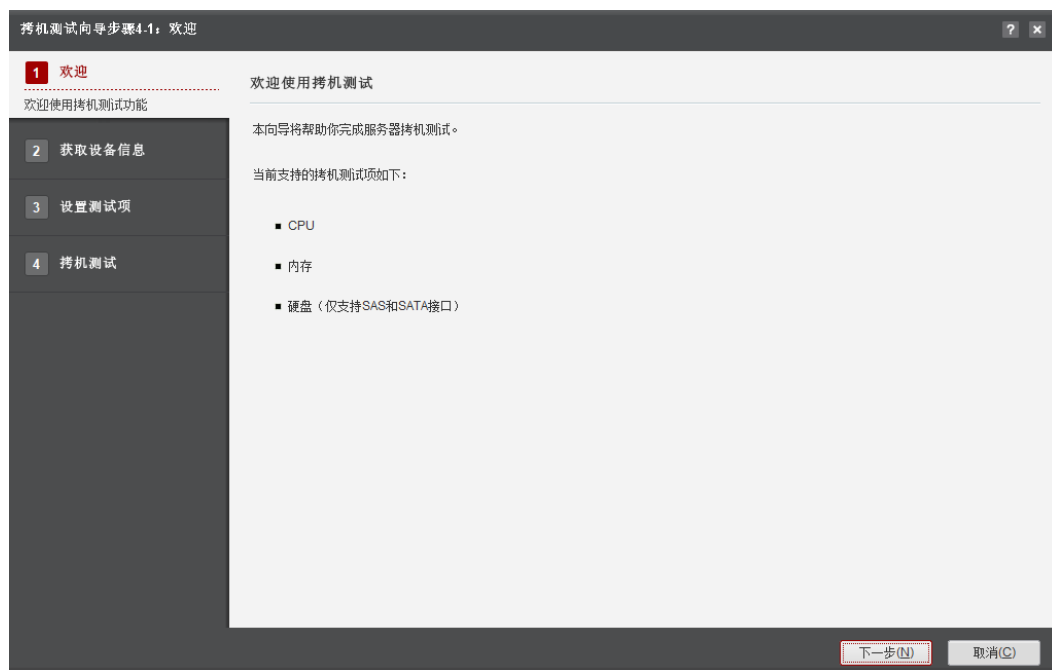 拷机测试向导步骤4-1：欢迎
? ×
1 欢迎
欢迎使用拷机测试功能
2 获取设备信息
3 设置测试项
4 拷机测试
欢迎使用拷机测试
本向导将帮助你完成服务器拷机测试。
当前支持的拷机测试项如下：
■ CPU
■ 内存
■ 硬盘（仅支持SAS和SATA接口）
下一步(N)
取消(C)